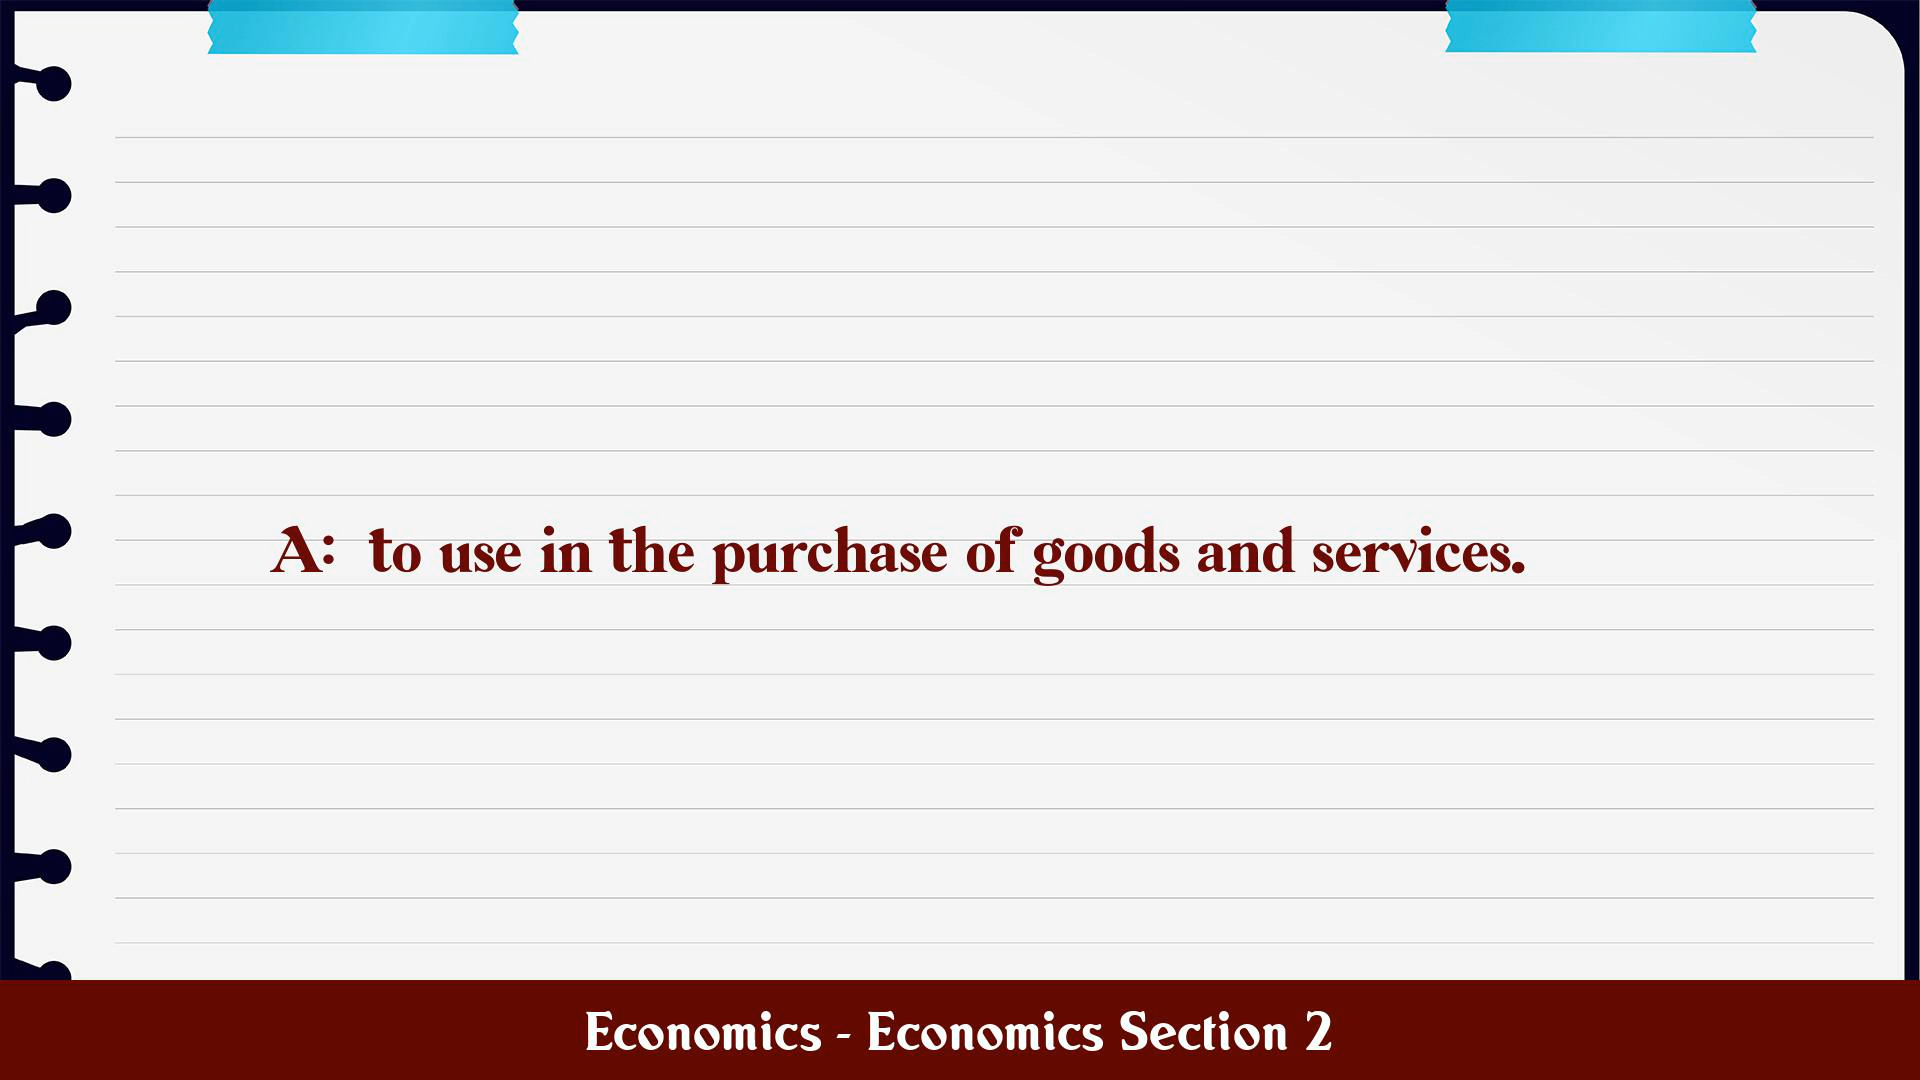 A: to use in the purchase of goods and services.
Economics - Economics Section 2